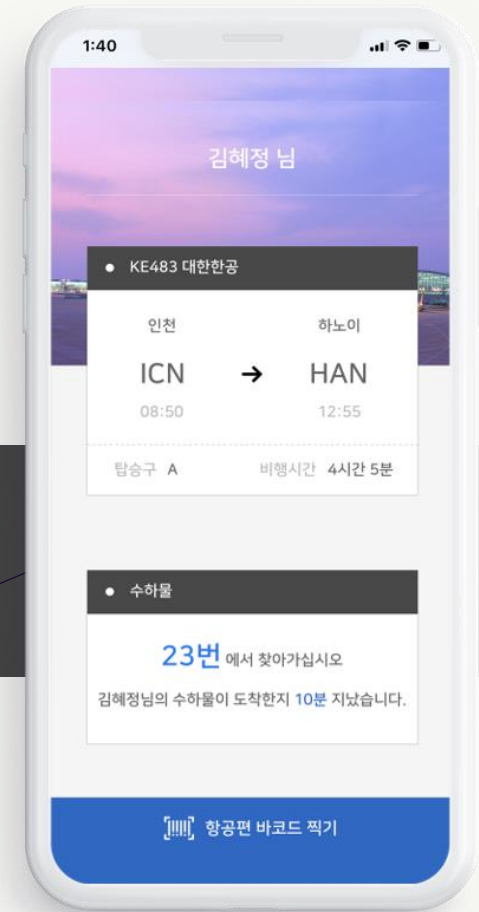 1:40
김혜정 님
KE483 대한한공
인천 하노이
ICN → HAN
08:50 12:55
탑승구 A 비행시간 4시간 5분
수하물
23번 에서 찾아가십시오
김혜정님의 수하물이 도착한지 10분 지났습니다.
항공편 바코드 찍기